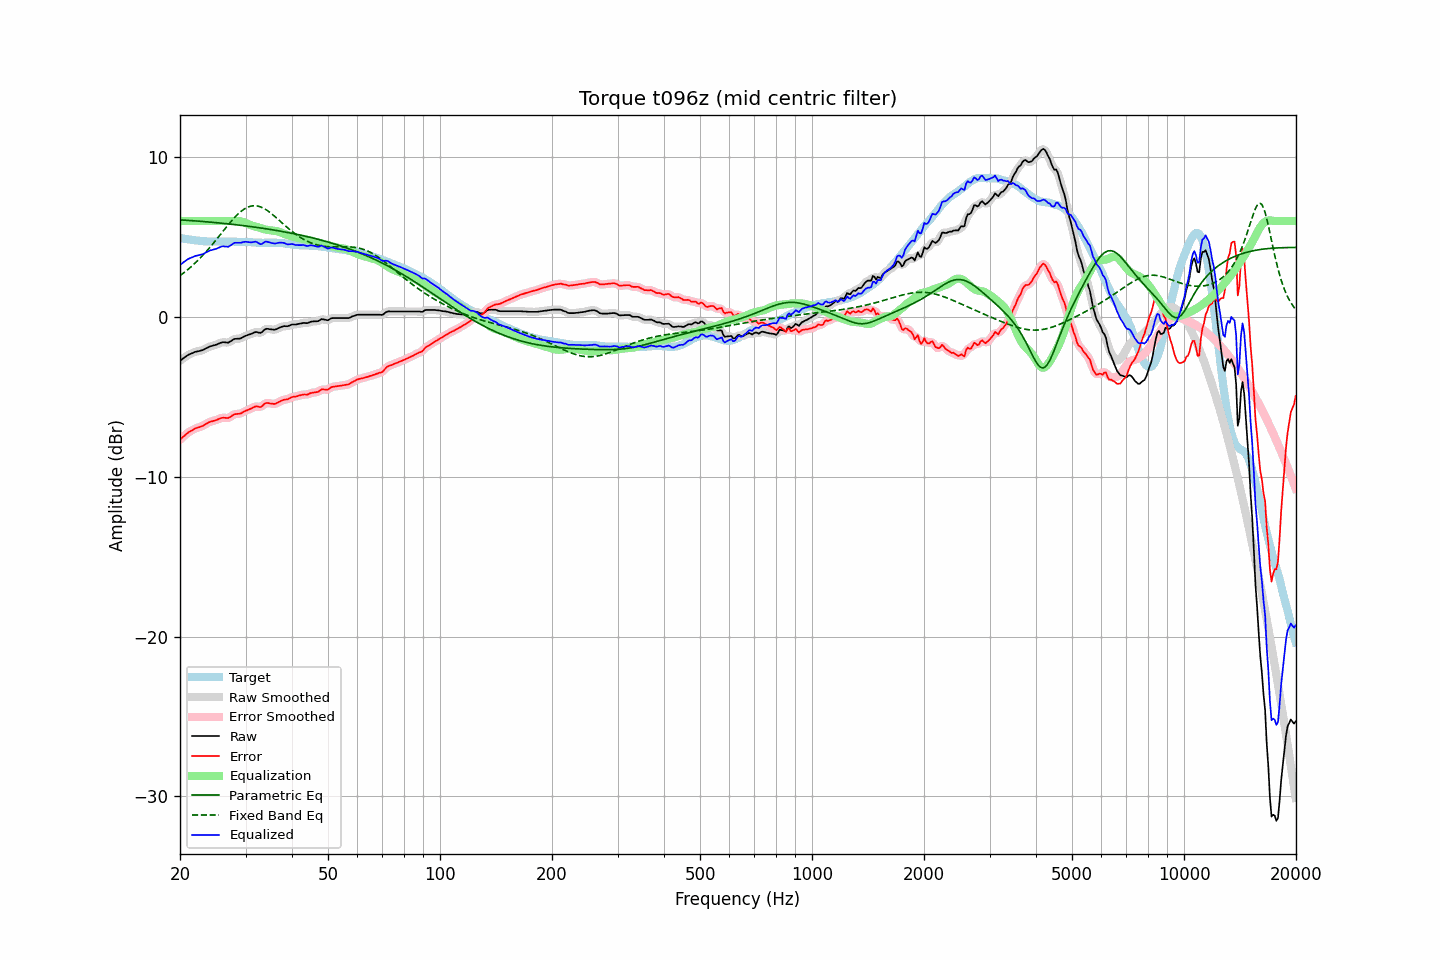 Torque t096z (mid centric filter)
10
0
−10
−20
−30
Amplitude (dBr)
Target
Raw Smoothed
Error Smoothed
Raw
Error
Equalization
Parametric Eq
Fixed Band Eq
Equalized
20 50 100 200 500 1000 2000 5000 10000 20000
Frequency (Hz)